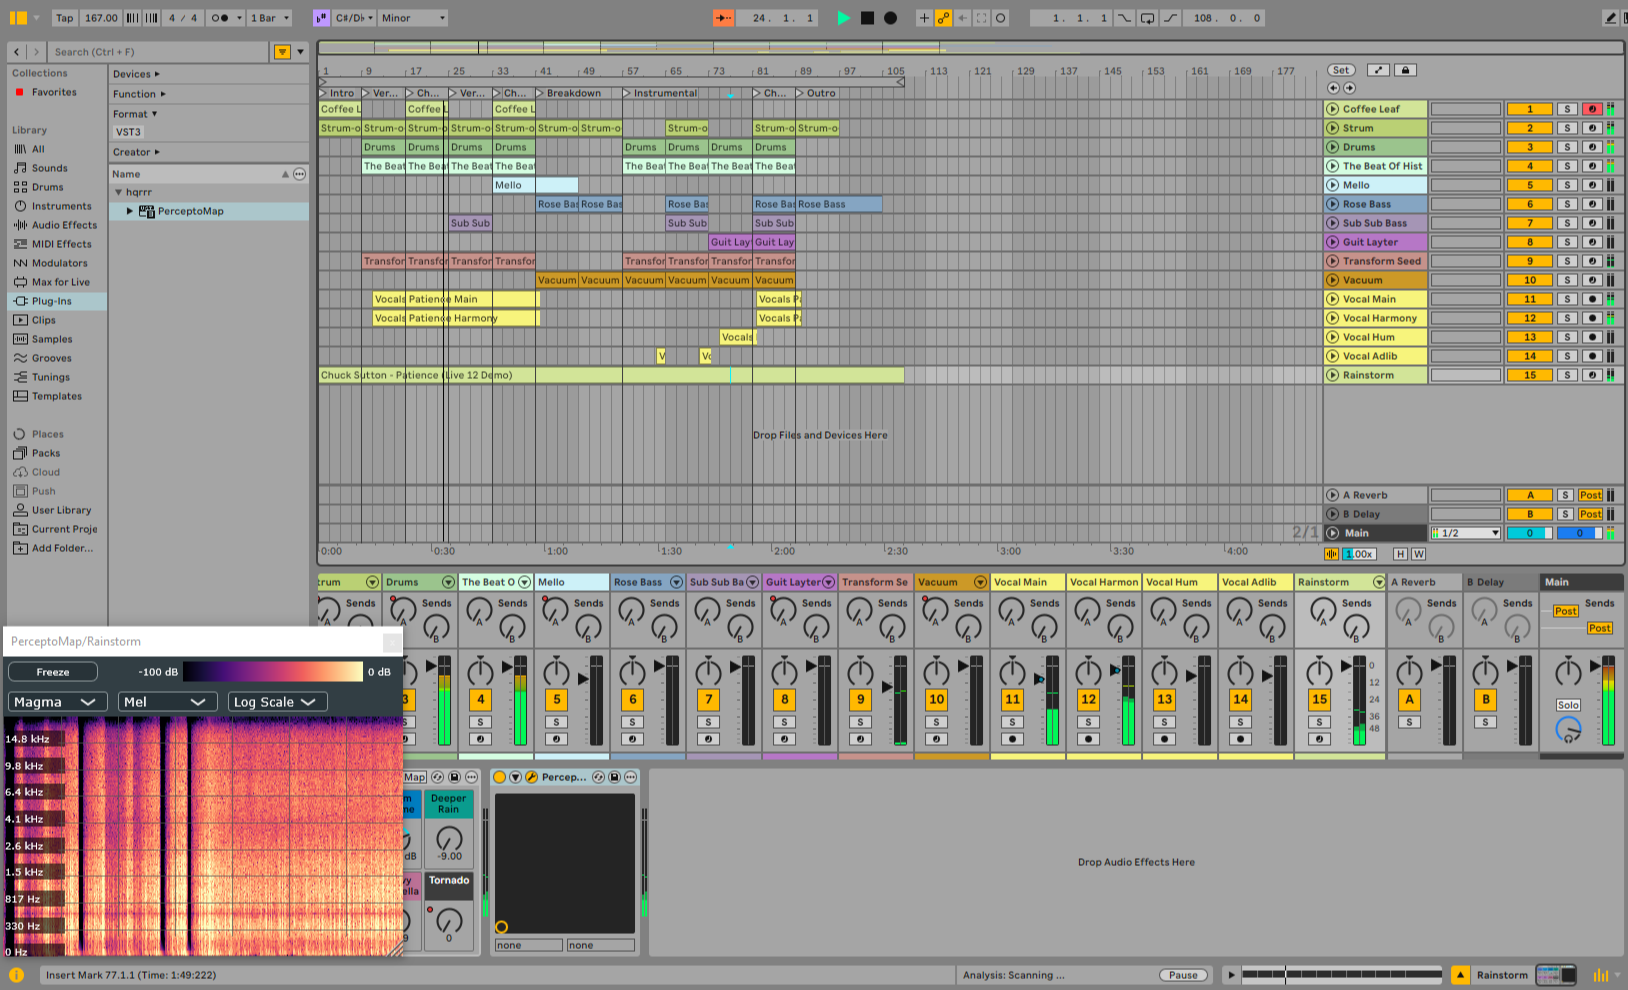 Tap 167.00 4 / 4 1 Bar C#/D♭ Minor 24. 1. 1 1. 1. 1 108. 0. 0
Search (Ctrl + F)
Collections
Favorites
Library
All
Sounds
Drums
Instruments
Audio Effects
MIDI Effects
Modulators
Max for Live
Plug-Ins
Clips
Samples
Grooves
Tunings
Templates
Places
Packs
Cloud
Push
User Library
Current Proje
Add Folder...
Devices
Function
Format
VST3
Creator
Name
hqrrr
PerceptoMap
1 9 17 25 33 41 49 57 65 73 81 89 97 105 113 121 129 137 145 153 161 169 177
Set
Intro Ver... Ch... Ver... Ch... Breakdown Instrumental Ch... Outro
Coffee L Coffee L Coffee L Coffee Leaf 1 S
Strum-o Strum-o Strum-o Strum-o Strum-o Strum-o Strum-o Strum-o Strum-o Strum-o Strum 2 S
Drums Drums Drums Drums Drums Drums Drums Drums Drums 3 S
The Beat The Beat The Beat The Beat The Beat The Beat The Beat The Beat The Beat Of Hist 4 S
Mello Mello 5 S
Rose Bas Rose Bas Rose Bas Rose Bas Rose Bass Rose Bass 6 S
Sub Sub Sub Sub Sub Sub Sub Sub Bass 7 S
Guit Lay Guit Lay Guit Layter 8 S
Transfor Transfor Transfor Transfor Transfor Transfor Transfor Transfor Transform Seed 9 S
Vacuum Vacuum Vacuum Vacuum Vacuum Vacuum Vacuum 10 S
Vocals Patience Main Vocals Pa Vocal Main 11 S
Vocals Patience Harmony Vocals Pa Vocal Harmony 12 S
Vocals Vocal Hum 13 S
V Vo Vocal Adlib 14 S
Chuck Sutton - Patience (Live 12 Demo) Rainstorm 15 S
Drop Files and Devices Here
A Reverb A S Post
B Delay B S Post
2/1 Main 1/2 0 0
0:00 0:30 1:00 1:30 2:00 2:30 3:00 3:30 4:00 1.00x H W
trum Drums The Beat O Mello Rose Bass Sub Sub Ba Guit Layter Transform Se Vacuum Vocal Main Vocal Harmon Vocal Hum Vocal Adlib Rainstorm A Reverb B Delay Main
Sends Sends Sends Sends Sends Sends Sends Sends Sends Sends Sends Sends Sends Sends Sends Sends Sends
A A A A A A A A A A A A A A A A Post
B B B B B B B B B B B B B B B B Post
3 4 5 6 7 8 9 10 11 12 13 14 15 A B
0
12
24
36
48
S S S S S S S S S S S S S S S Solo
PerceptoMap/Rainstorm
Freeze -100 dB 0 dB
Magma Mel Log Scale
14.8 kHz
9.8 kHz
6.4 kHz
4.1 kHz
2.6 kHz
1.5 kHz
817 Hz
330 Hz
0 Hz
Map Percep...
Deeper
Rain
dB -9.00
Tornado
0
none none
Drop Audio Effects Here
Insert Mark 77.1.1 (Time: 1:49:222) Analysis: Scanning ... Pause Rainstorm